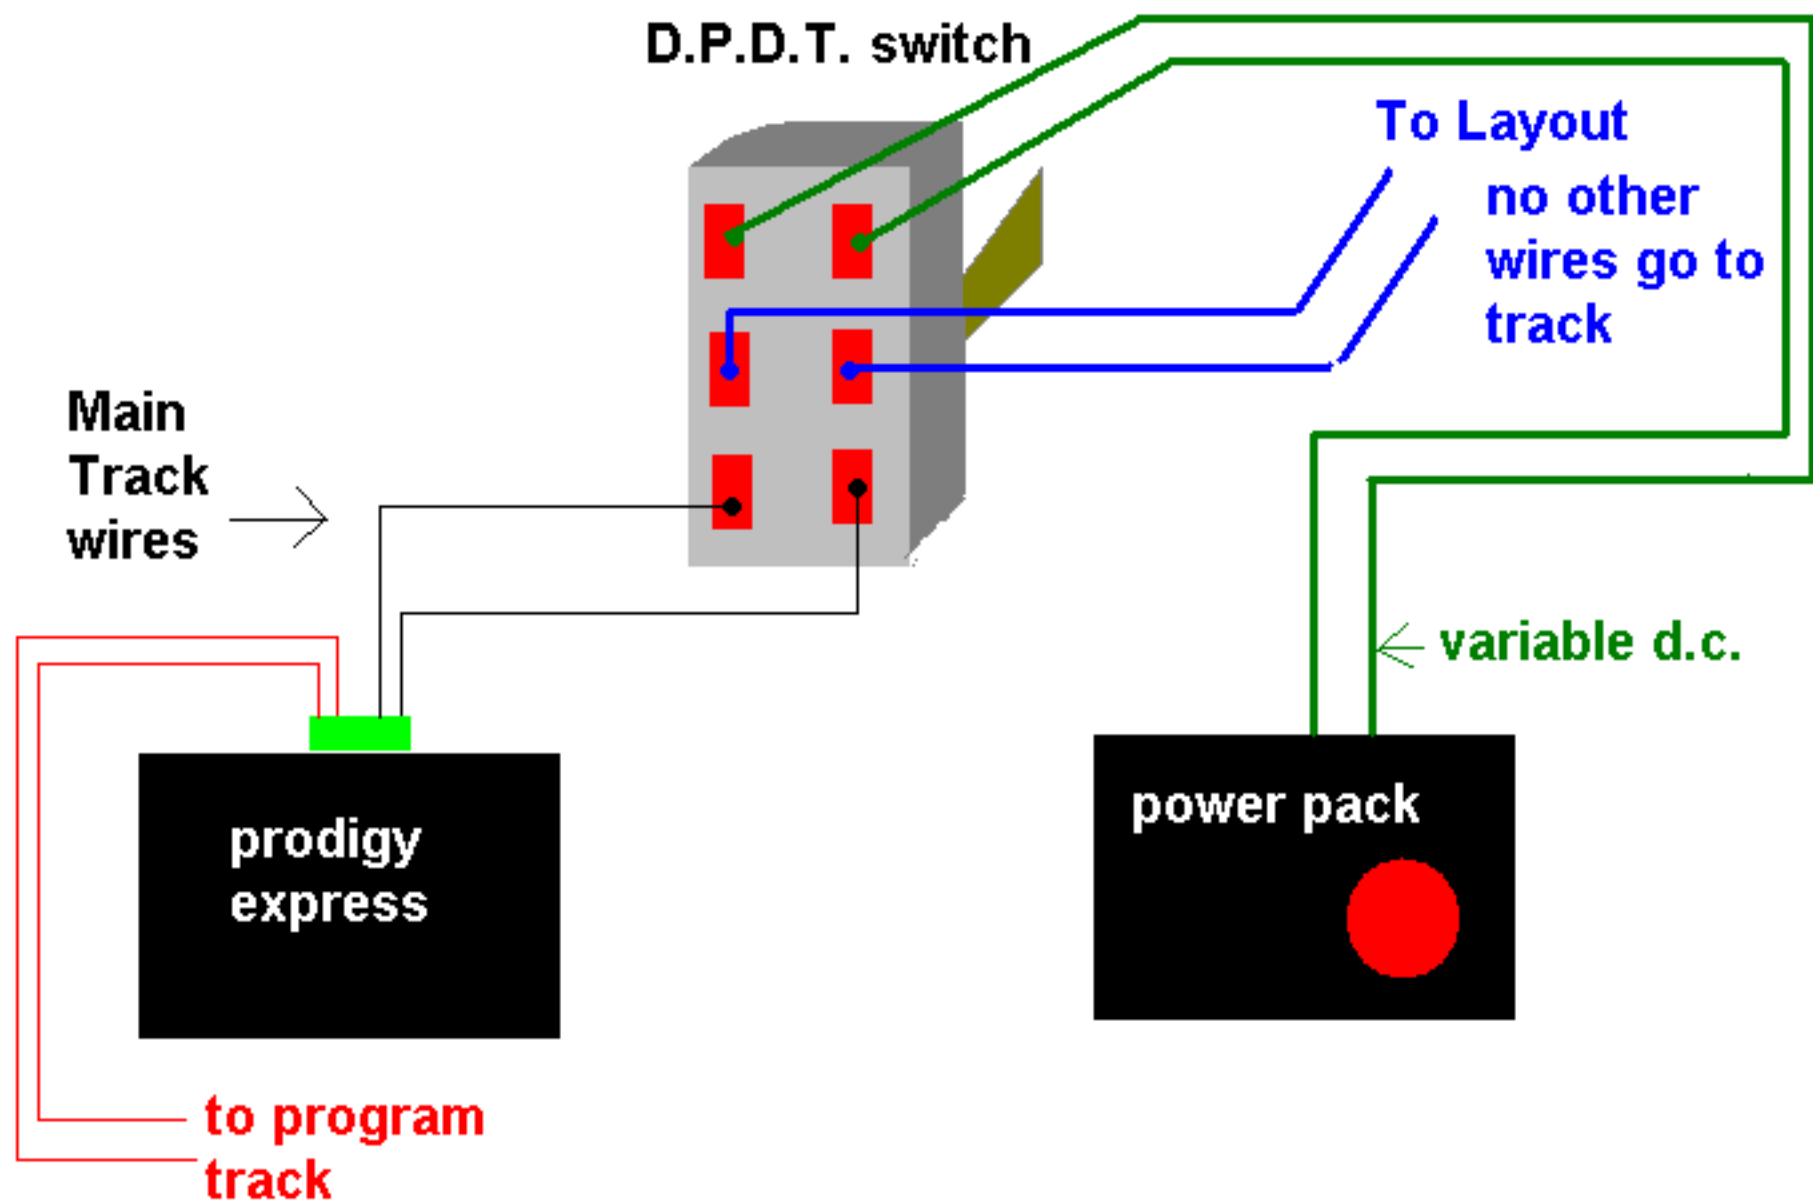 D.P.D.T. switch
To Layout
no other
wires go to
track
Main
Track
wires
variable d.c.
prodigy
express
power pack
to program
track